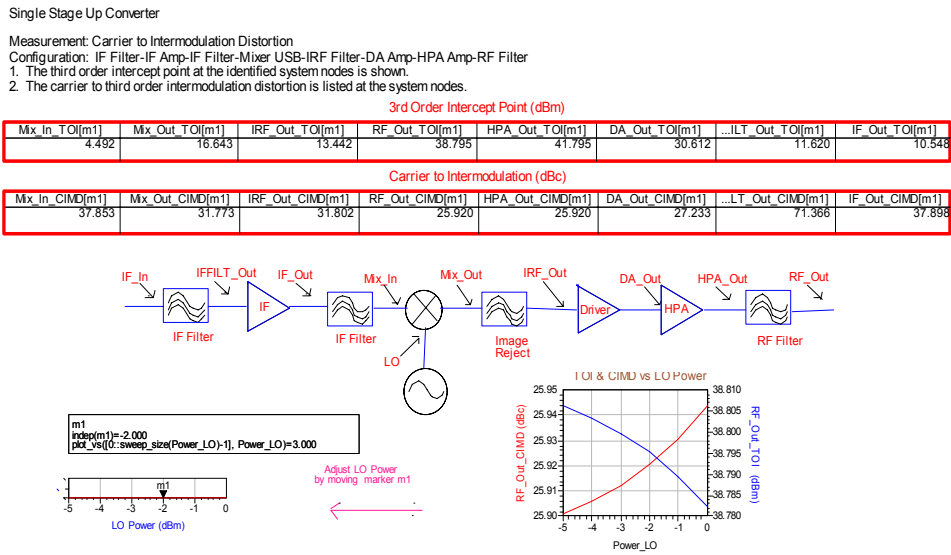 Single Stage Up Converter
Measurement: Carrier to Intermodulation Distortion
Configuration: IF Filter-IF Amp-IF Filter-Mixer USB-IRF Filter-DA Amp-HPA Amp-RF Filter
1. The third order intercept point at the identified system nodes is shown.
2. The carrier to third order intermodulation distortion is listed at the system nodes.
3rd Order Intercept Point (dBm)
Mix_In_TOI[m1] Mix_Out_TOI[m1] IRF_Out_TOI[m1] RF_Out_TOI[m1] HPA_Out_TOI[m1] DA_Out_TOI[m1] ...ILT_Out_TOI[m1] IF_Out_TOI[m1]
4.492 16.643 13.442 38.795 41.795 30.612 11.620 10.548
Carrier to Intermodulation (dBc)
Mix_In_CIMD[m1] Mix_Out_CIMD[m1] IRF_Out_CIMD[m1] RF_Out_CIMD[m1] HPA_Out_CIMD[m1] DA_Out_CIMD[m1] ...LT_Out_CIMD[m1] IF_Out_CIMD[m1]
37.853 31.773 31.802 25.920 25.920 27.233 71.366 37.898
IF_In IFFILT_Out IF_Out Mix_In Mix_Out IRF_Out DA_Out HPA_Out RF_Out
IF Driver HPA
IF Filter IF Filter Image RF Filter
Reject
LO
m1
indep(m1)=-2.000
plot_vs([0::sweep_size(Power_LO)-1], Power_LO)=3.000
Adjust LO Power
by moving marker m1
m1
-5 -4 -3 -2 -1 0
LO Power (dBm)
TOI & CIMD vs LO Power
25.95 38.810
25.94 38.805
25.93 38.800
25.92 38.795
25.91 38.790
25.90 38.785
38.780
RF_Out_CIMD (dBc)
RF_Out_TOI (dBm)
-5 -4 -3 -2 -1 0
Power_LO